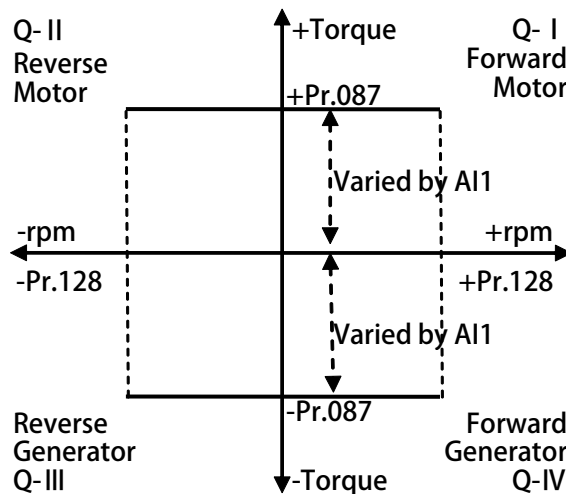 Q-II
Reverse
Motor
+Torque
Q-I
Forward
Motor
+Pr.087
Varied by AI1
-rpm
+rpm
-Pr.128
+Pr.128
Varied by AI1
-Pr.087
Reverse
Generator
Q-III
-Torque
Forward
Generator
Q-IV